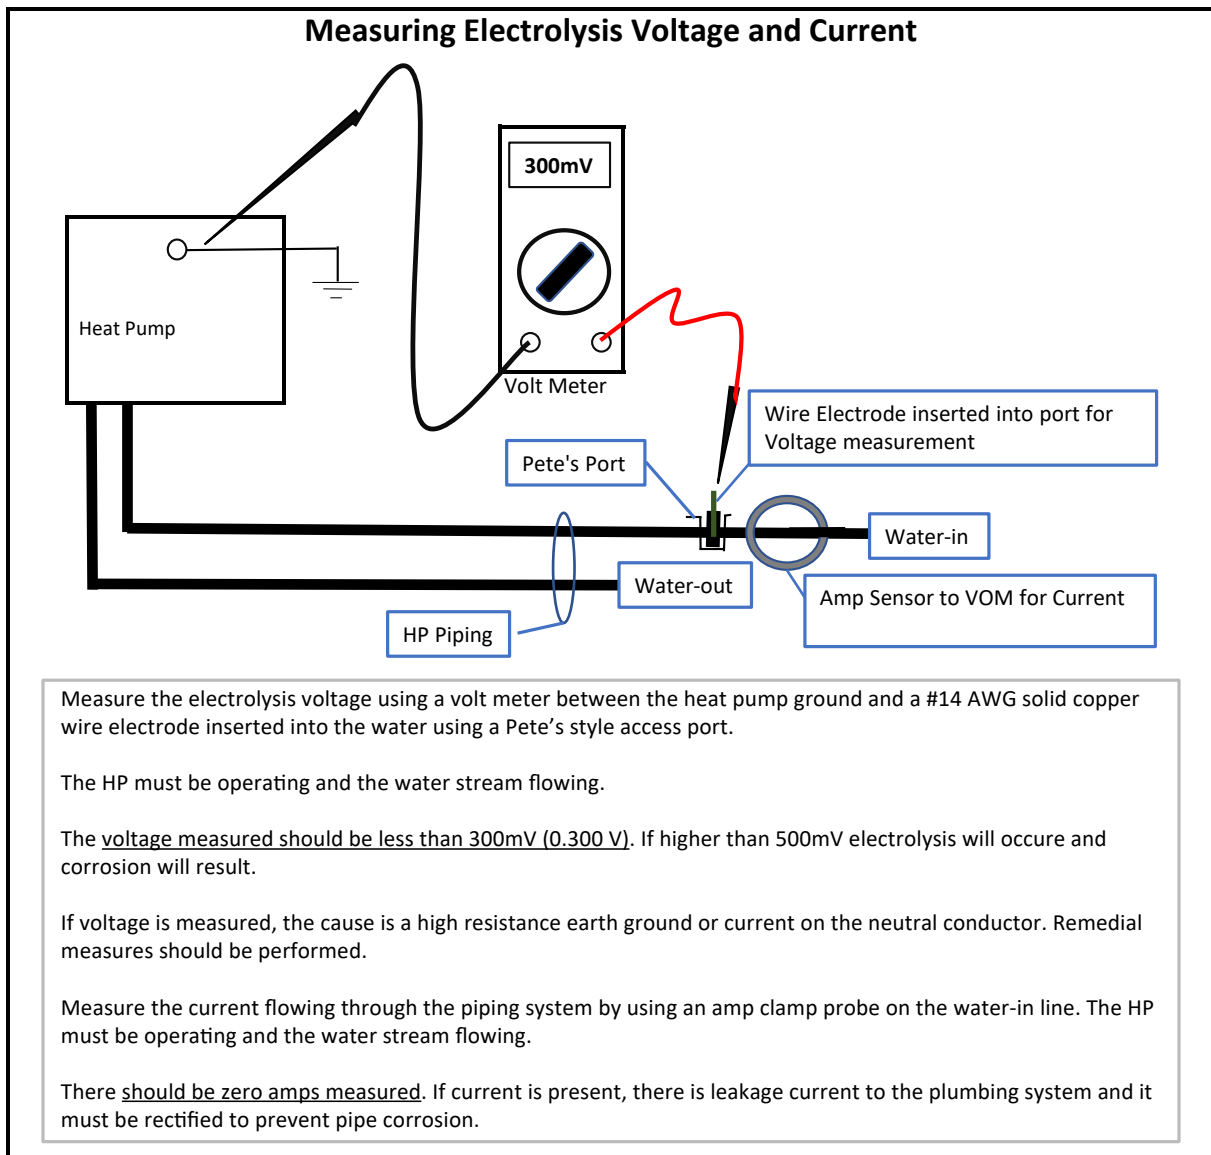 Measuring Electrolysis Voltage and Current
300mV
Heat Pump
Volt Meter
Wire Electrode inserted into port for
Voltage measurement
Pete's Port
Water-in
Water-out
Amp Sensor to VOM for Current
HP Piping
Measure the electrolysis voltage using a volt meter between the heat pump ground and a #14 AWG solid copper
wire electrode inserted into the water using a Pete’s style access port.
The HP must be operating and the water stream flowing.
The voltage measured should be less than 300mV (0.300 V). If higher than 500mV electrolysis will occure and
corrosion will result.
If voltage is measured, the cause is a high resistance earth ground or current on the neutral conductor. Remedial
measures should be performed.
Measure the current flowing through the piping system by using an amp clamp probe on the water-in line. The HP
must be operating and the water stream flowing.
There should be zero amps measured. If current is present, there is leakage current to the plumbing system and it
must be rectified to prevent pipe corrosion.